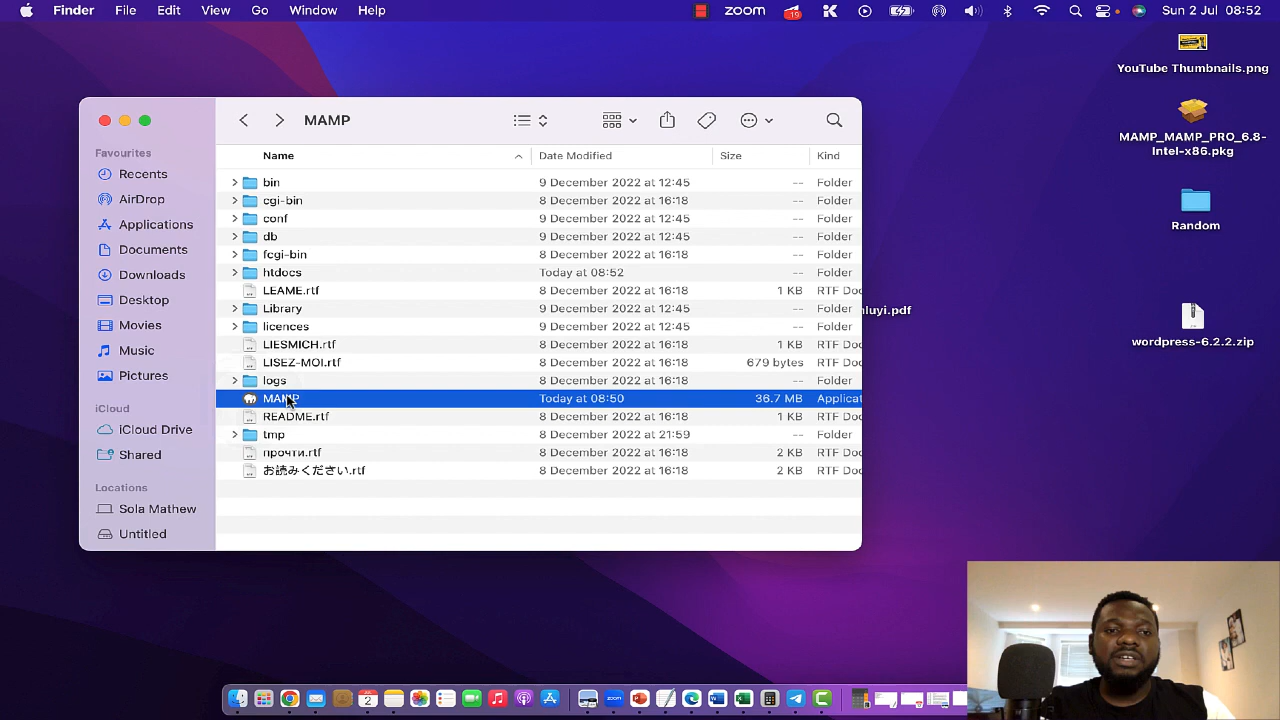 Finder File Edit View Go Window Help zoom 19 Sun 2 Jul 08:52
YouTube Thumbnails.png
MAMP_MAMP_PRO_6.8-
Intel-x86.pkg
Random
luyi.pdf
wordpress-6.2.2.zip
MAMP
Favourites
Recents
AirDrop
Applications
Documents
Downloads
Desktop
Movies
Music
Pictures
iCloud
iCloud Drive
Shared
Locations
Sola Mathew
Untitled
Name Date Modified Size Kind
bin 9 December 2022 at 12:45 -- Folder
cgi-bin 8 December 2022 at 16:18 -- Folder
conf 9 December 2022 at 12:45 -- Folder
db 9 December 2022 at 12:45 -- Folder
fcgi-bin 8 December 2022 at 16:18 -- Folder
htdocs Today at 08:52 -- Folder
LEAME.rtf 8 December 2022 at 16:18 1 KB RTF Doc
Library 9 December 2022 at 12:45 -- Folder
licences 9 December 2022 at 12:45 -- Folder
LIESMICH.rtf 8 December 2022 at 16:18 1 KB RTF Doc
LISEZ-MOI.rtf 8 December 2022 at 16:18 679 bytes RTF Doc
logs 8 December 2022 at 16:18 -- Folder
MAMP Today at 08:50 36.7 MB Applicat
README.rtf 8 December 2022 at 16:18 1 KB RTF Doc
tmp 8 December 2022 at 21:59 -- Folder
прочти.rtf 8 December 2022 at 16:18 2 KB RTF Doc
お読みください.rtf 8 December 2022 at 16:18 2 KB RTF Doc